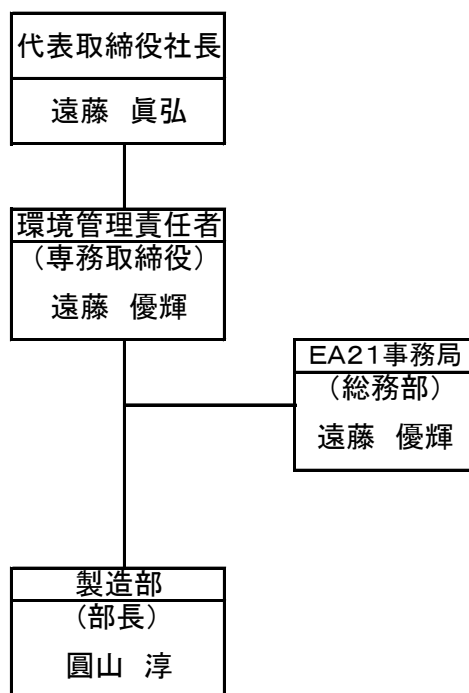 代表取締役社長
遠藤　眞弘
環境管理責任者
（専務取締役）
遠藤　優輝
EA21事務局
（総務部）
遠藤　優輝
製造部
（部長）
圓山　淳